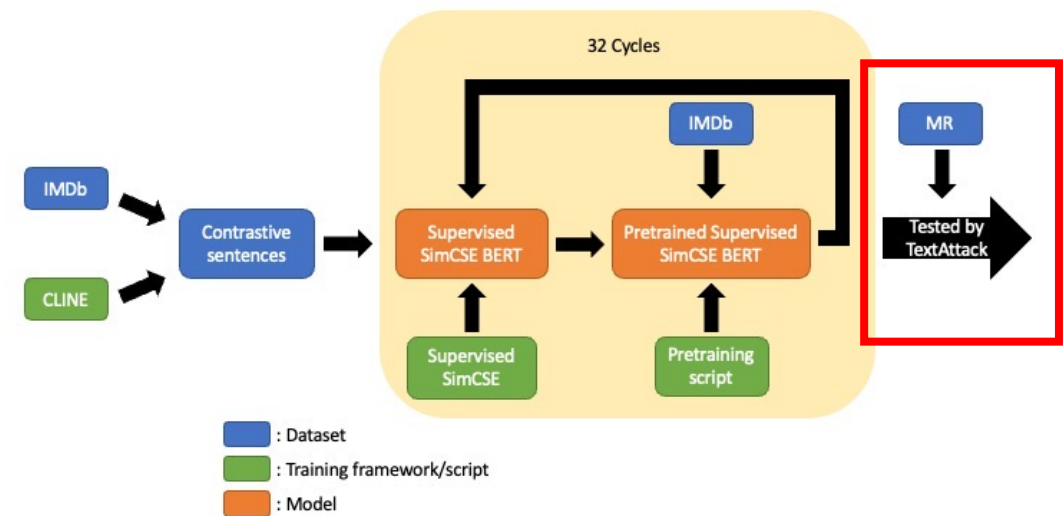 32 Cycles
IMDb
MR
IMDb
Contrastive
sentences
Supervised
SimCSE BERT
Pretrained Supervised
SimCSE BERT
Tested by
TextAttack
CLINE
Supervised
SimCSE
Pretraining
script
: Dataset
: Training framework/script
: Model